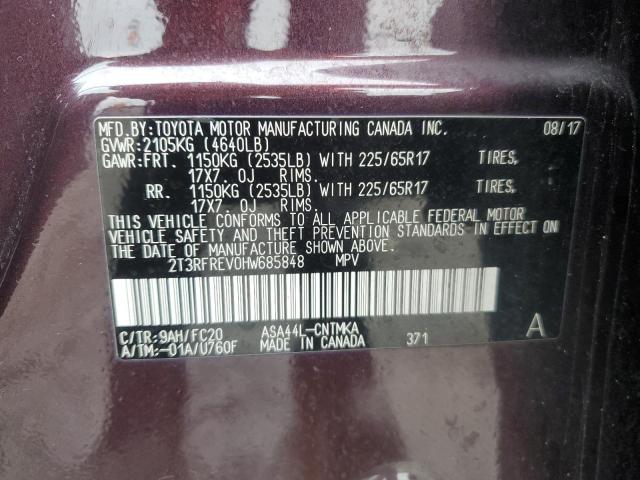 MFD.BY:TOYOTA MOTOR MANUFACTURING CANADA INC. 08/17
GVWR:2105KG (4640LB)
GAWR:FRT. 1150KG (2535LB) WITH 225/65R17 TIRES,
17X7.0J RIMS.
RR. 1150KG (2535LB) WITH 225/65R17 TIRES,
17X7.0J RIMS.
THIS VEHICLE CONFORMS TO ALL APPLICABLE FEDERAL MOTOR
VEHICLE SAFETY AND THEFT PREVENTION STANDARDS IN EFFECT ON
THE DATE OF MANUFACTURE SHOWN ABOVE.
2T3RFREV0HW685848 MPV
C/TR:9AH/FC20 ASA44L-CNTMKA 371 A
A/TM:-01A/U760F MADE IN CANADA